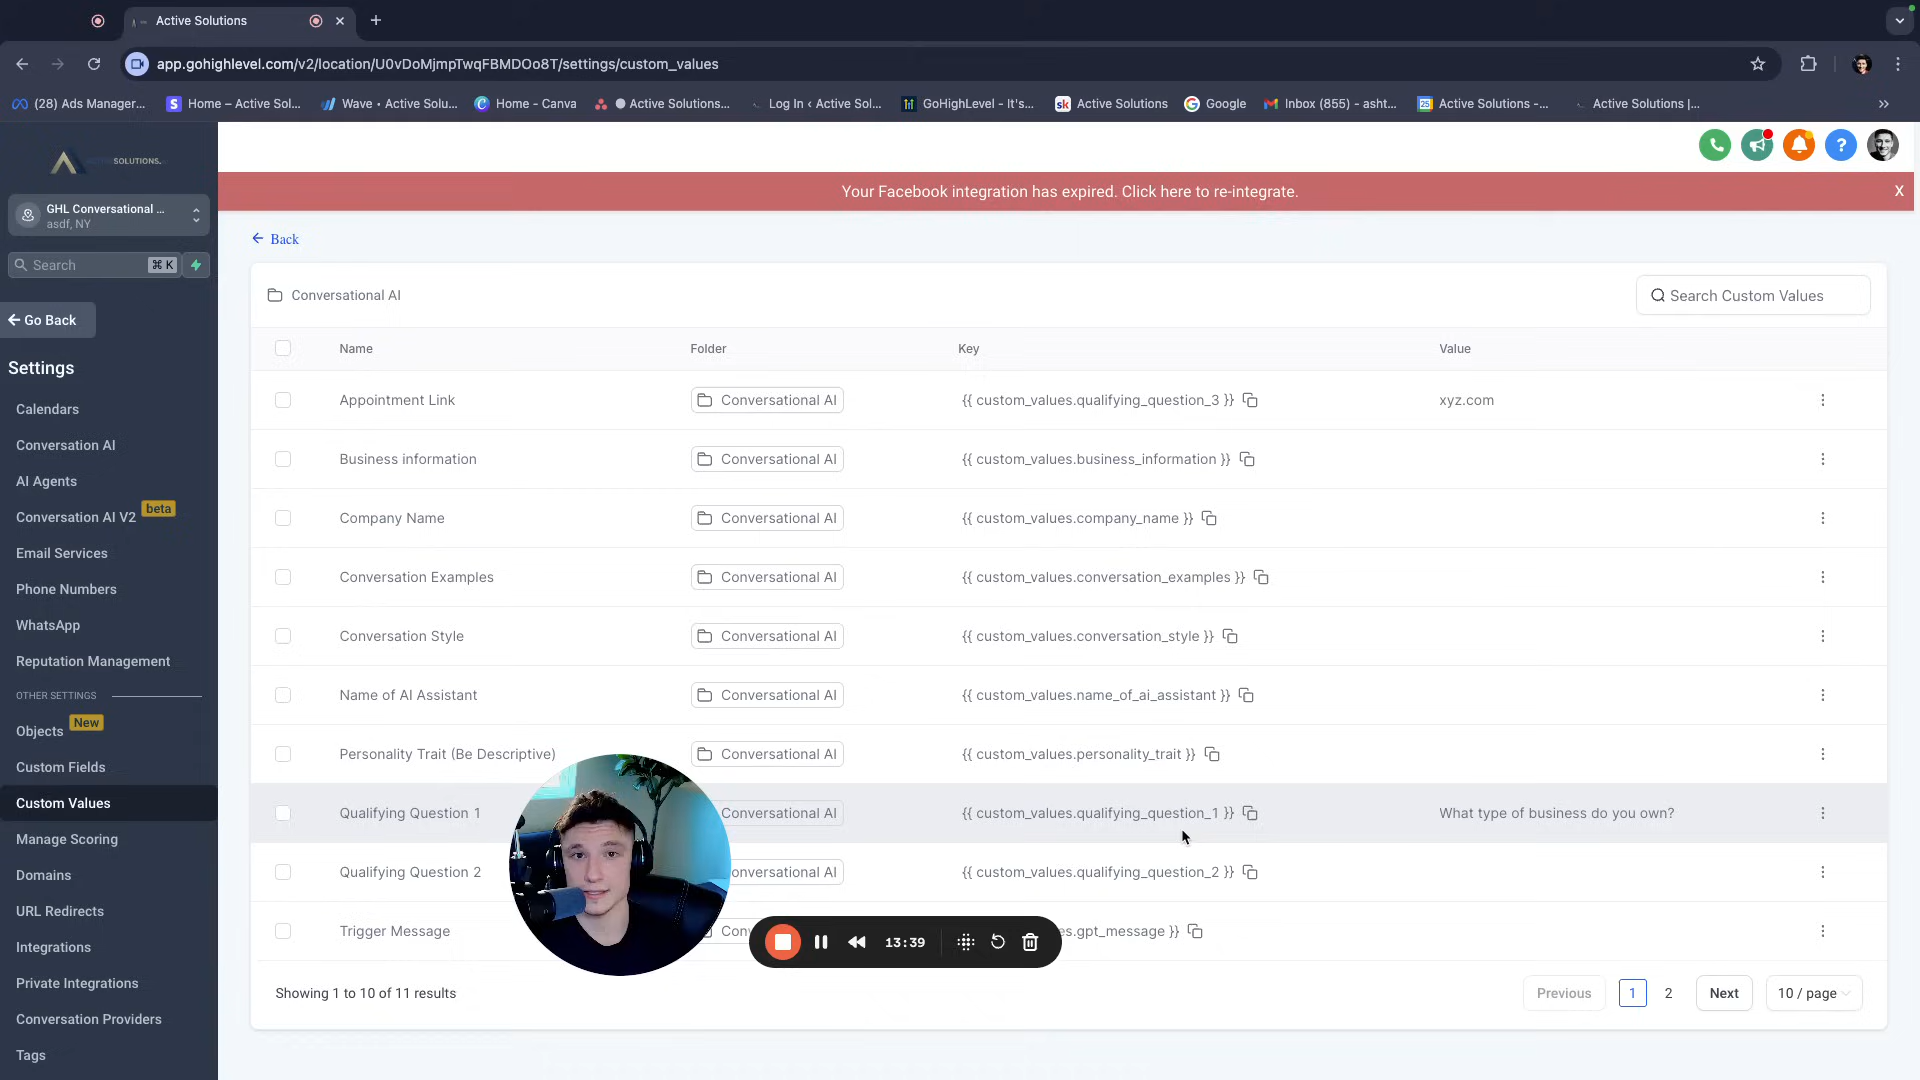 Active Solutions
app.gohighlevel.com/v2/location/U0vDoMjmpTwqFBMDOo8T/settings/custom_values
(28) Ads Manager...
Home – Active Sol...
Wave • Active Solu...
Home - Canva
Active Solutions...
Log In ‹ Active Sol...
GoHighLevel - It's...
Active Solutions
Google
Inbox (855) - asht...
Active Solutions -...
Active Solutions |...
SOLUTIONS.
GHL Conversational ...
asdf, NY
Search
⌘ K
Go Back
Settings
Calendars
Conversation AI
AI Agents
Conversation AI V2 beta
Email Services
Phone Numbers
WhatsApp
Reputation Management
OTHER SETTINGS
Objects New
Custom Fields
Custom Values
Manage Scoring
Domains
URL Redirects
Integrations
Private Integrations
Conversation Providers
Tags
Your Facebook integration has expired. Click here to re-integrate.
X
Back
Conversational AI
Search Custom Values
Name Folder Key Value
Appointment Link Conversational AI {{ custom_values.qualifying_question_3 }} xyz.com
Business information Conversational AI {{ custom_values.business_information }}
Company Name Conversational AI {{ custom_values.company_name }}
Conversation Examples Conversational AI {{ custom_values.conversation_examples }}
Conversation Style Conversational AI {{ custom_values.conversation_style }}
Name of AI Assistant Conversational AI {{ custom_values.name_of_ai_assistant }}
Personality Trait (Be Descriptive) Conversational AI {{ custom_values.personality_trait }}
Qualifying Question 1 Conversational AI {{ custom_values.qualifying_question_1 }} What type of business do you own?
Qualifying Question 2 onversational AI {{ custom_values.qualifying_question_2 }}
Trigger Message Conv es.gpt_message }}
13:39
Showing 1 to 10 of 11 results
Previous 1 2 Next 10 / page